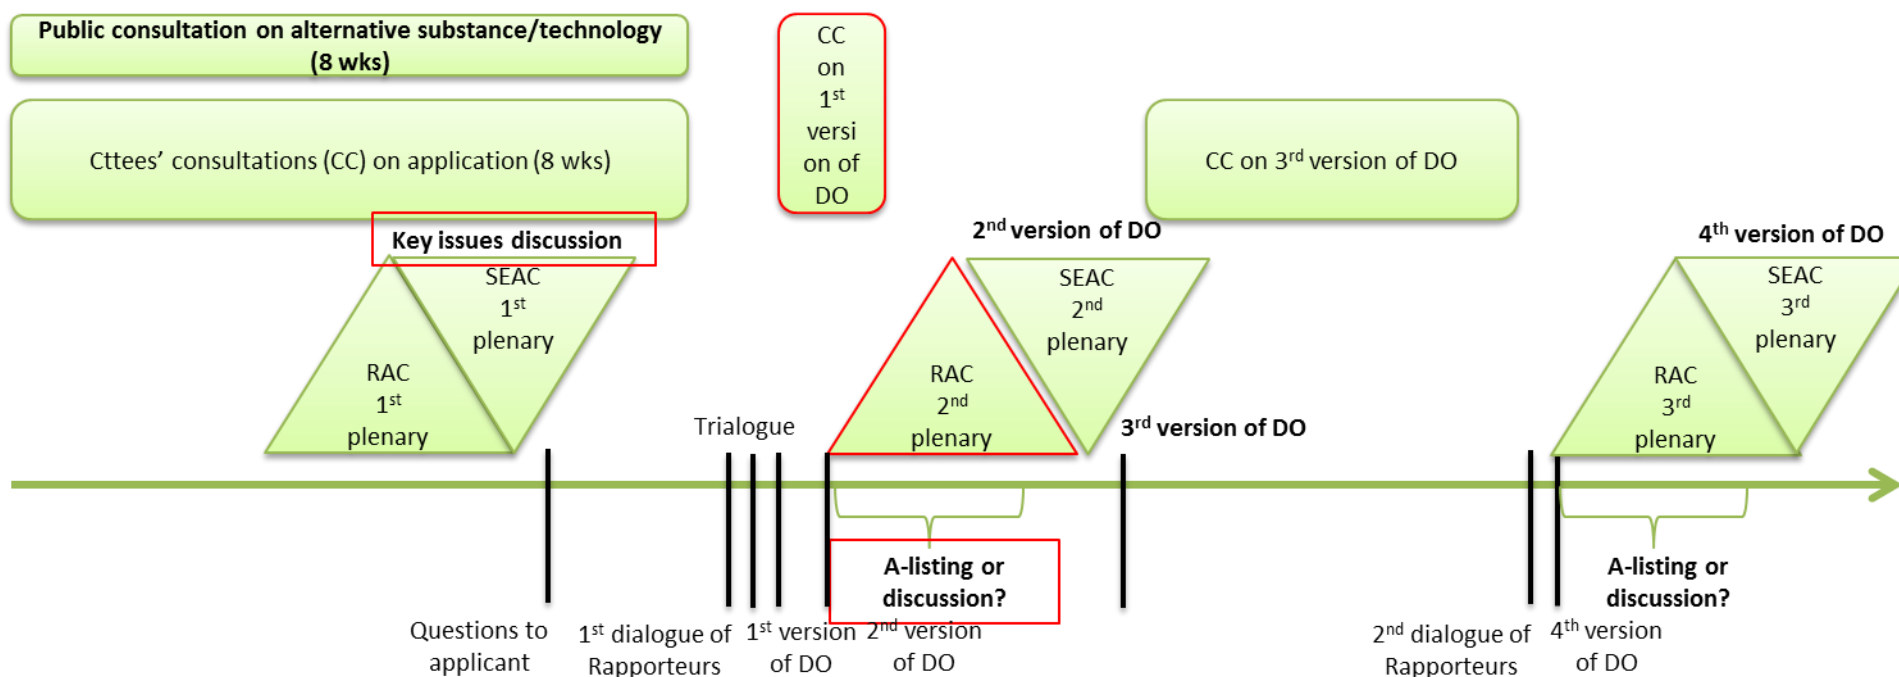 Public consultation on alternative substance/technology
(8 wks)
CC
on
1st
versi
on of
DO
Cttees’ consultations (CC) on application (8 wks)
CC on 3rd version of DO
Key issues discussion
2nd version of DO
4th version of DO
SEAC
1st
plenary
RAC
1st
plenary
SEAC
2nd
plenary
RAC
2nd
plenary
SEAC
3rd
plenary
RAC
3rd
plenary
Trialogue
3rd version of DO
A-listing or
discussion?
A-listing or
discussion?
Questions to
applicant
1st dialogue of
Rapporteurs
1st version
of DO
2nd version
of DO
2nd dialogue of
Rapporteurs
4th version
of DO